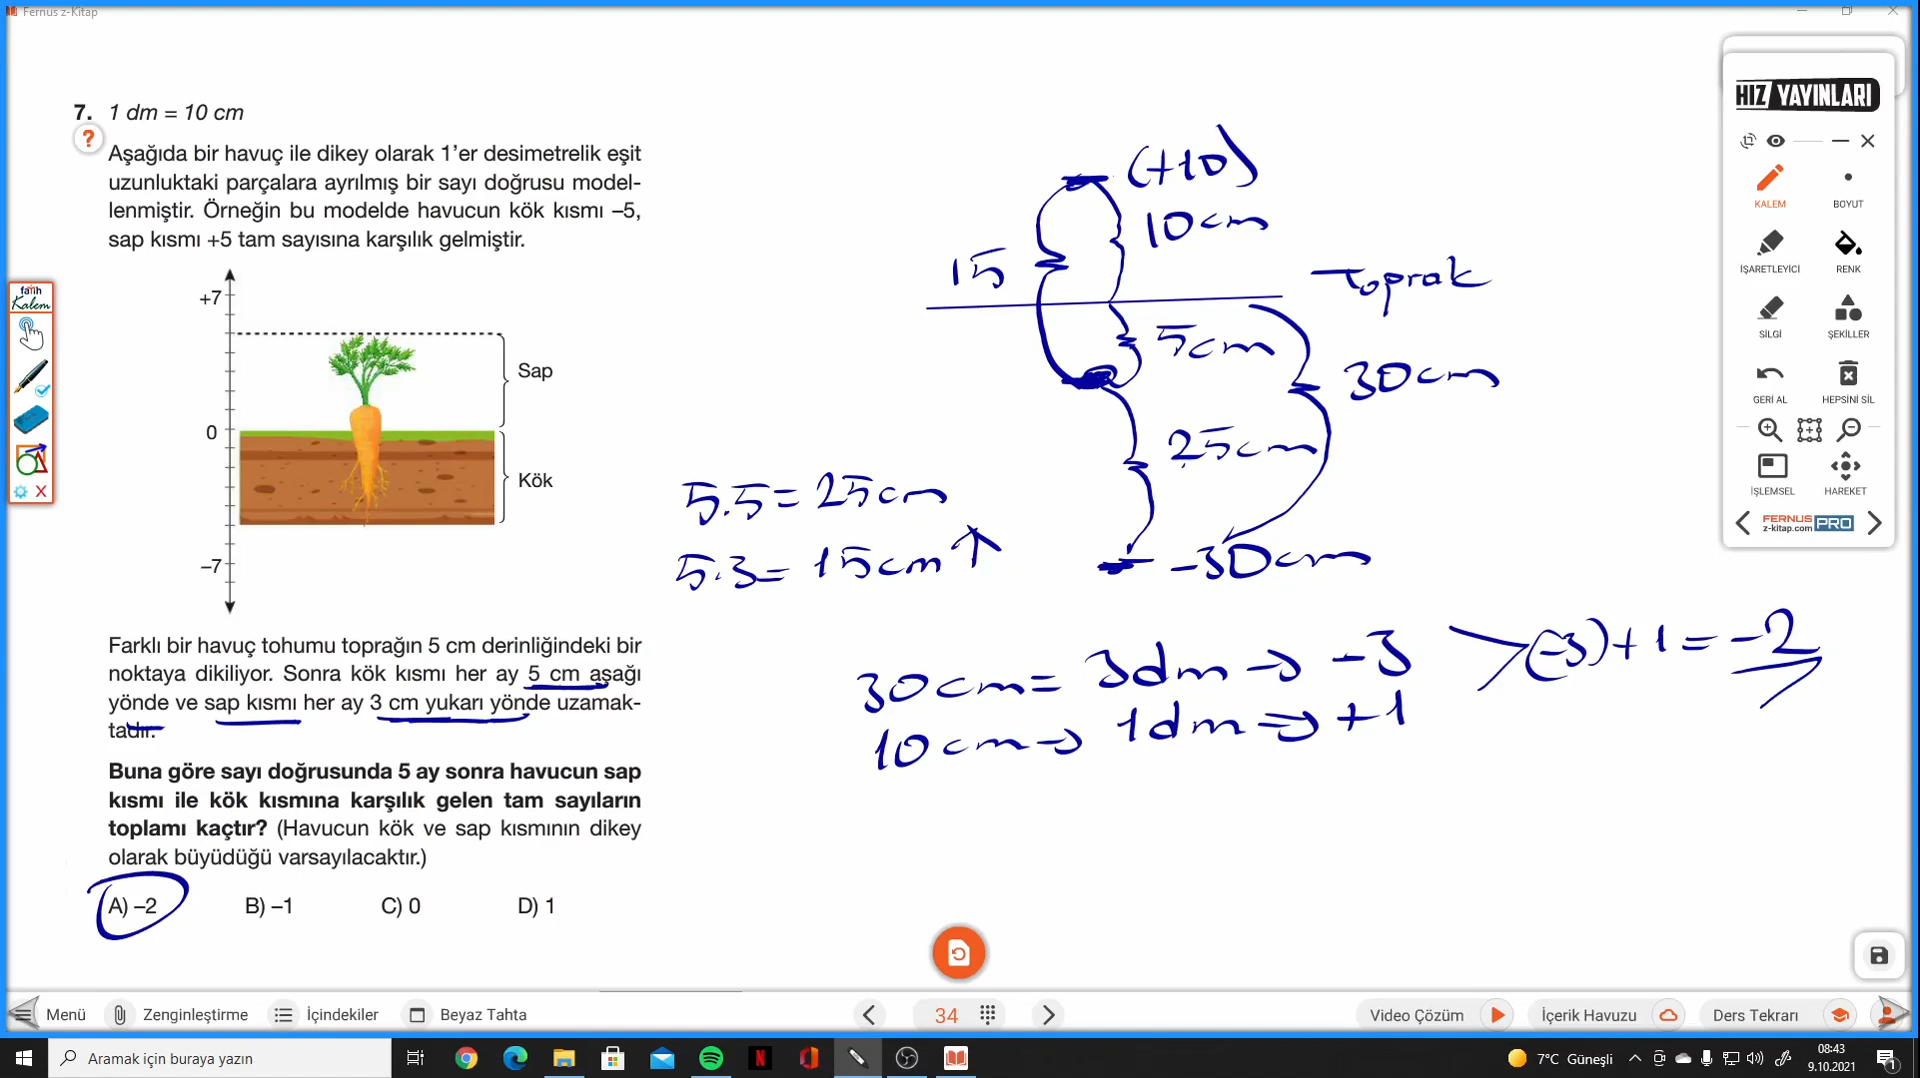 Fernus z-Kitap
7. 1 dm = 10 cm
?
Aşağıda bir havuç ile dikey olarak 1'er desimetrelik eşit
uzunluktaki parçalara ayrılmış bir sayı doğrusu model-
lenmiştir. Örneğin bu modelde havucun kök kısmı –5,
sap kısmı +5 tam sayısına karşılık gelmiştir.
+7
0
–7
Sap
Kök
Farklı bir havuç tohumu toprağın 5 cm derinliğindeki bir
noktaya dikiliyor. Sonra kök kısmı her ay 5 cm aşağı
yönde ve sap kısmı her ay 3 cm yukarı yönde uzamak-
tadır.
Buna göre sayı doğrusunda 5 ay sonra havucun sap
kısmı ile kök kısmına karşılık gelen tam sayıların
toplamı kaçtır? (Havucun kök ve sap kısmının dikey
olarak büyüdüğü varsayılacaktır.)
A) –2 B) –1 C) 0 D) 1
(+10)
10cm
15
Toprak
5cm
30cm
25cm
-30cm
5.5=25cm
5.3=15cm
30cm= 3dm → -3
10cm → 1dm ⇒ +1
(-3)+1=-2
fatih
Kalem
HIZ YAYINLARI
KALEM BOYUT
İŞARETLEYİCİ RENK
SİLGİ ŞEKİLLER
GERİ AL HEPSİNİ SİL
İŞLEMSEL HAREKET
FERNUS
z-kitap.com PRO
Menü Zenginleştirme İçindekiler Beyaz Tahta 34 Video Çözüm İçerik Havuzu Ders Tekrarı
Aramak için buraya yazın
7°C Güneşli
08:43
9.10.2021
1